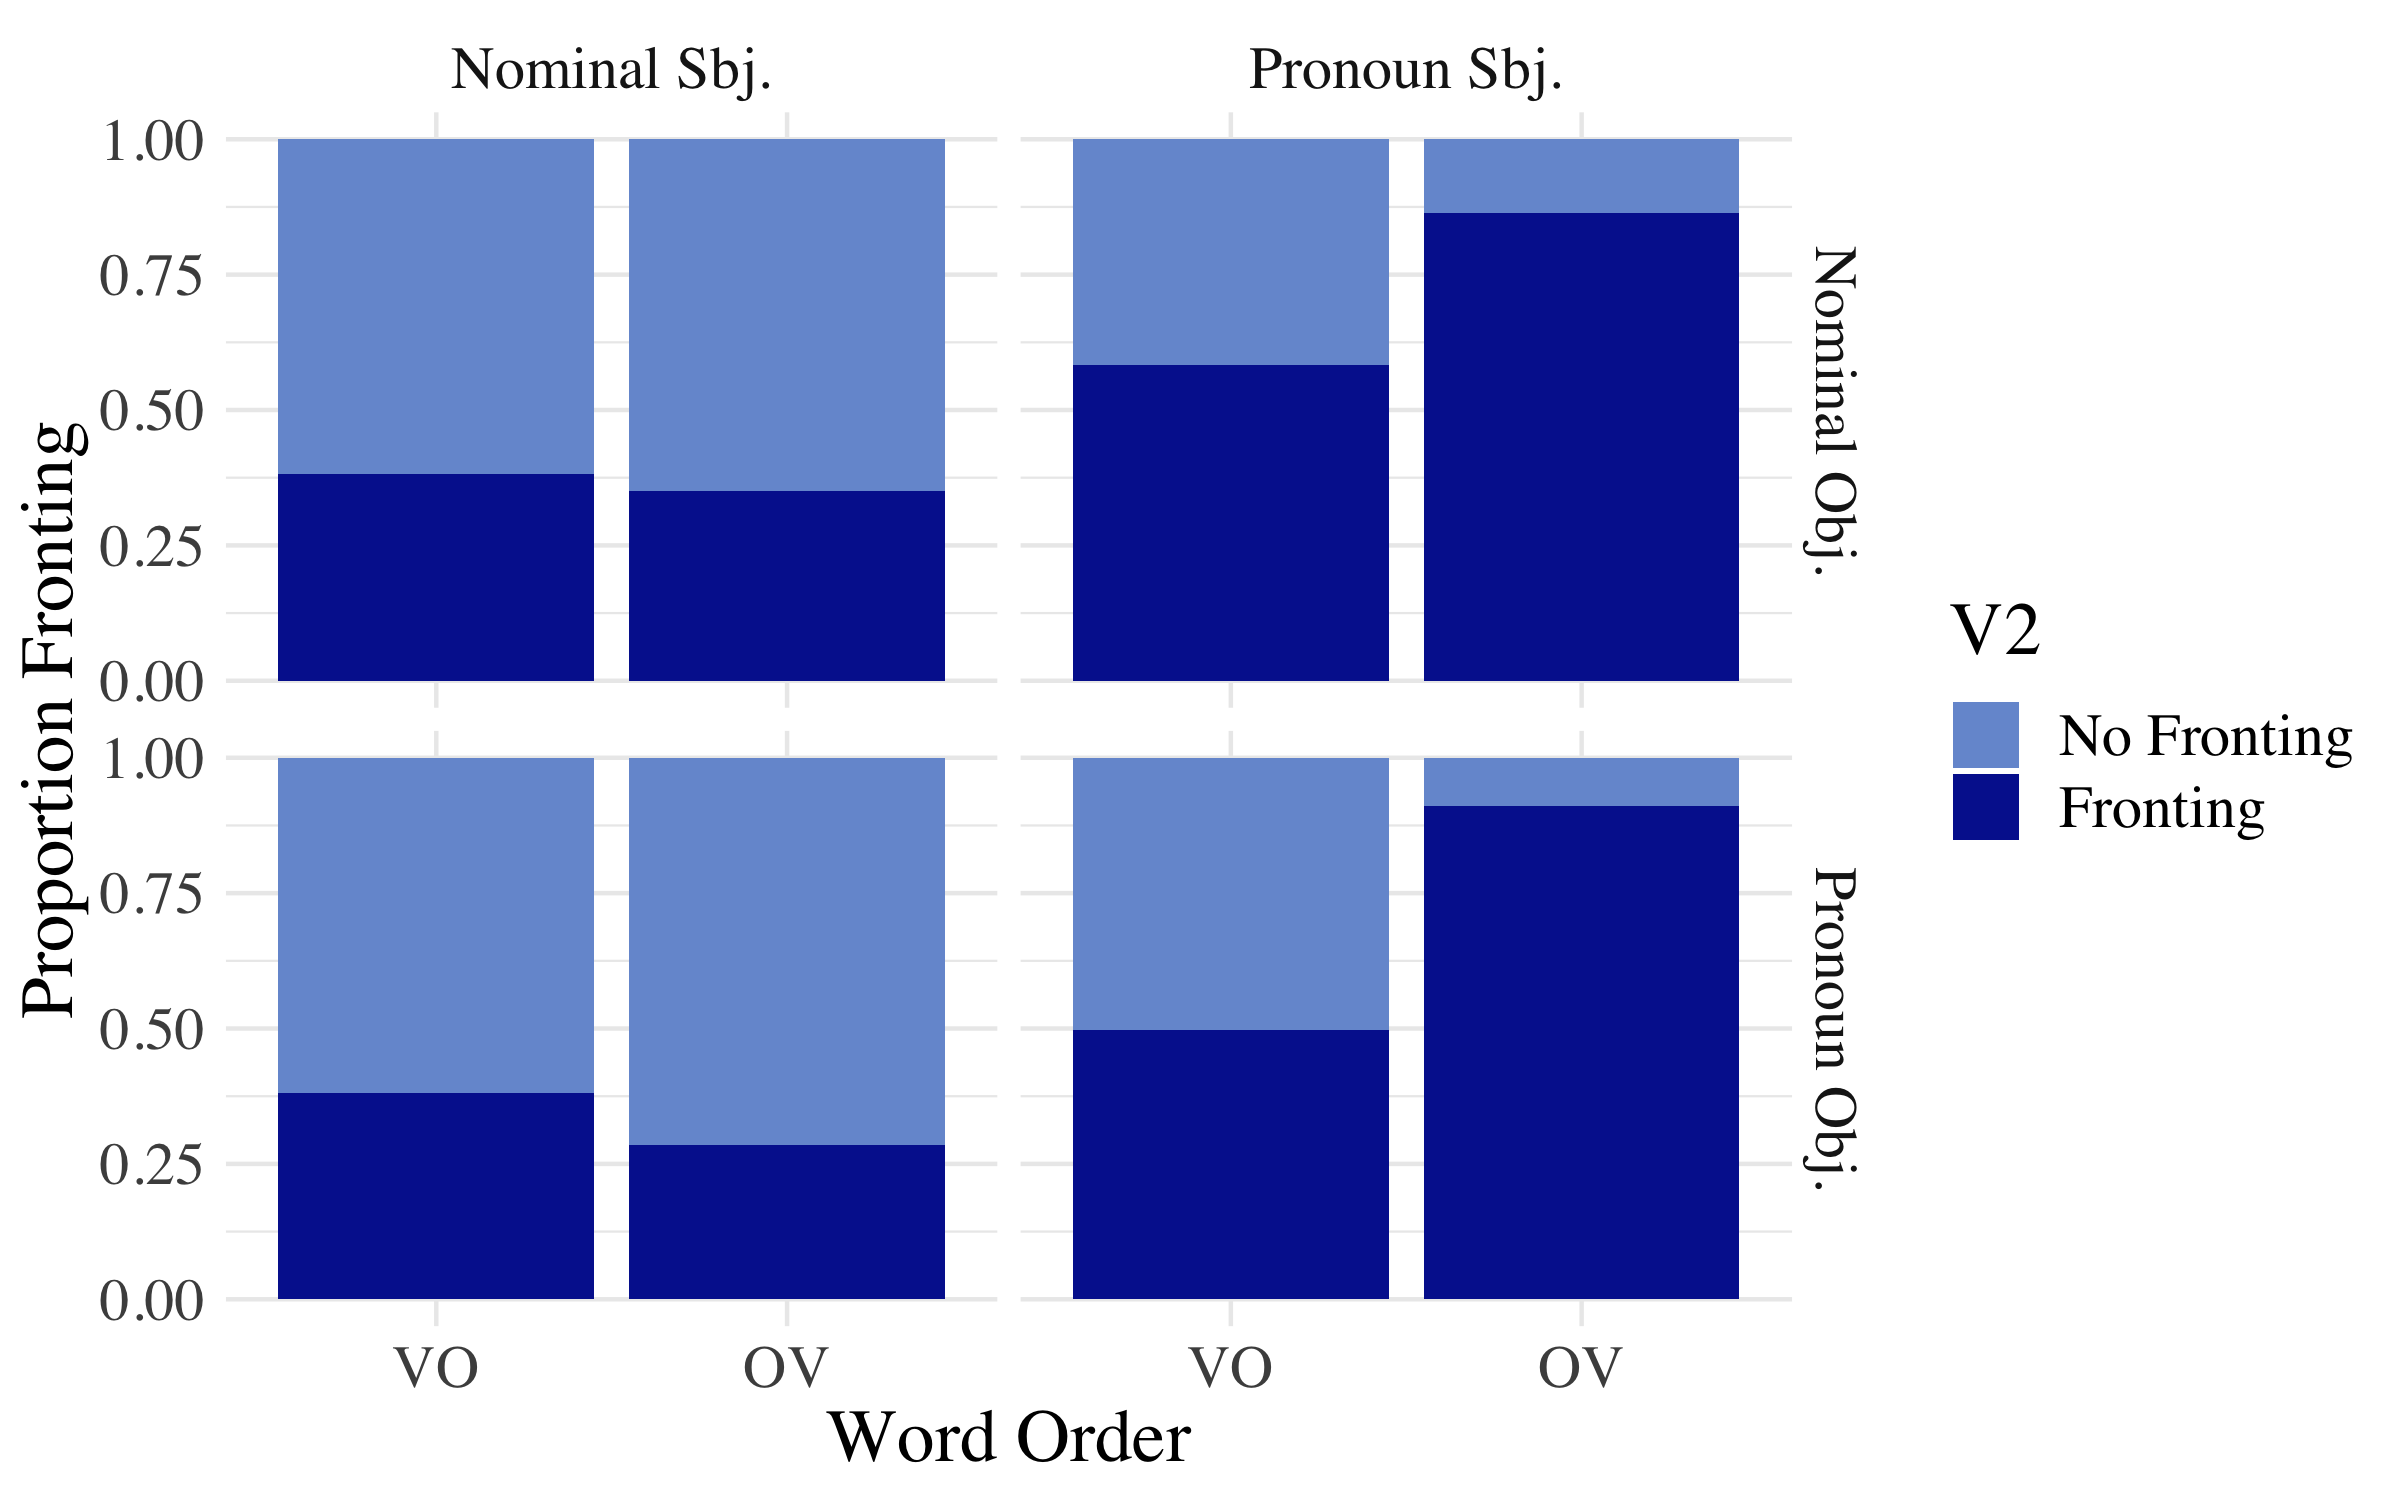 Nominal Sbj.
Pronoun Sbj.
1.00
0.75
0.50
0.25
0.00
Nominal Obj.
1.00
0.75
0.50
0.25
0.00
Pronoun Obj.
Proportion Fronting
VO
OV
VO
OV
Word Order
V2
No Fronting
Fronting